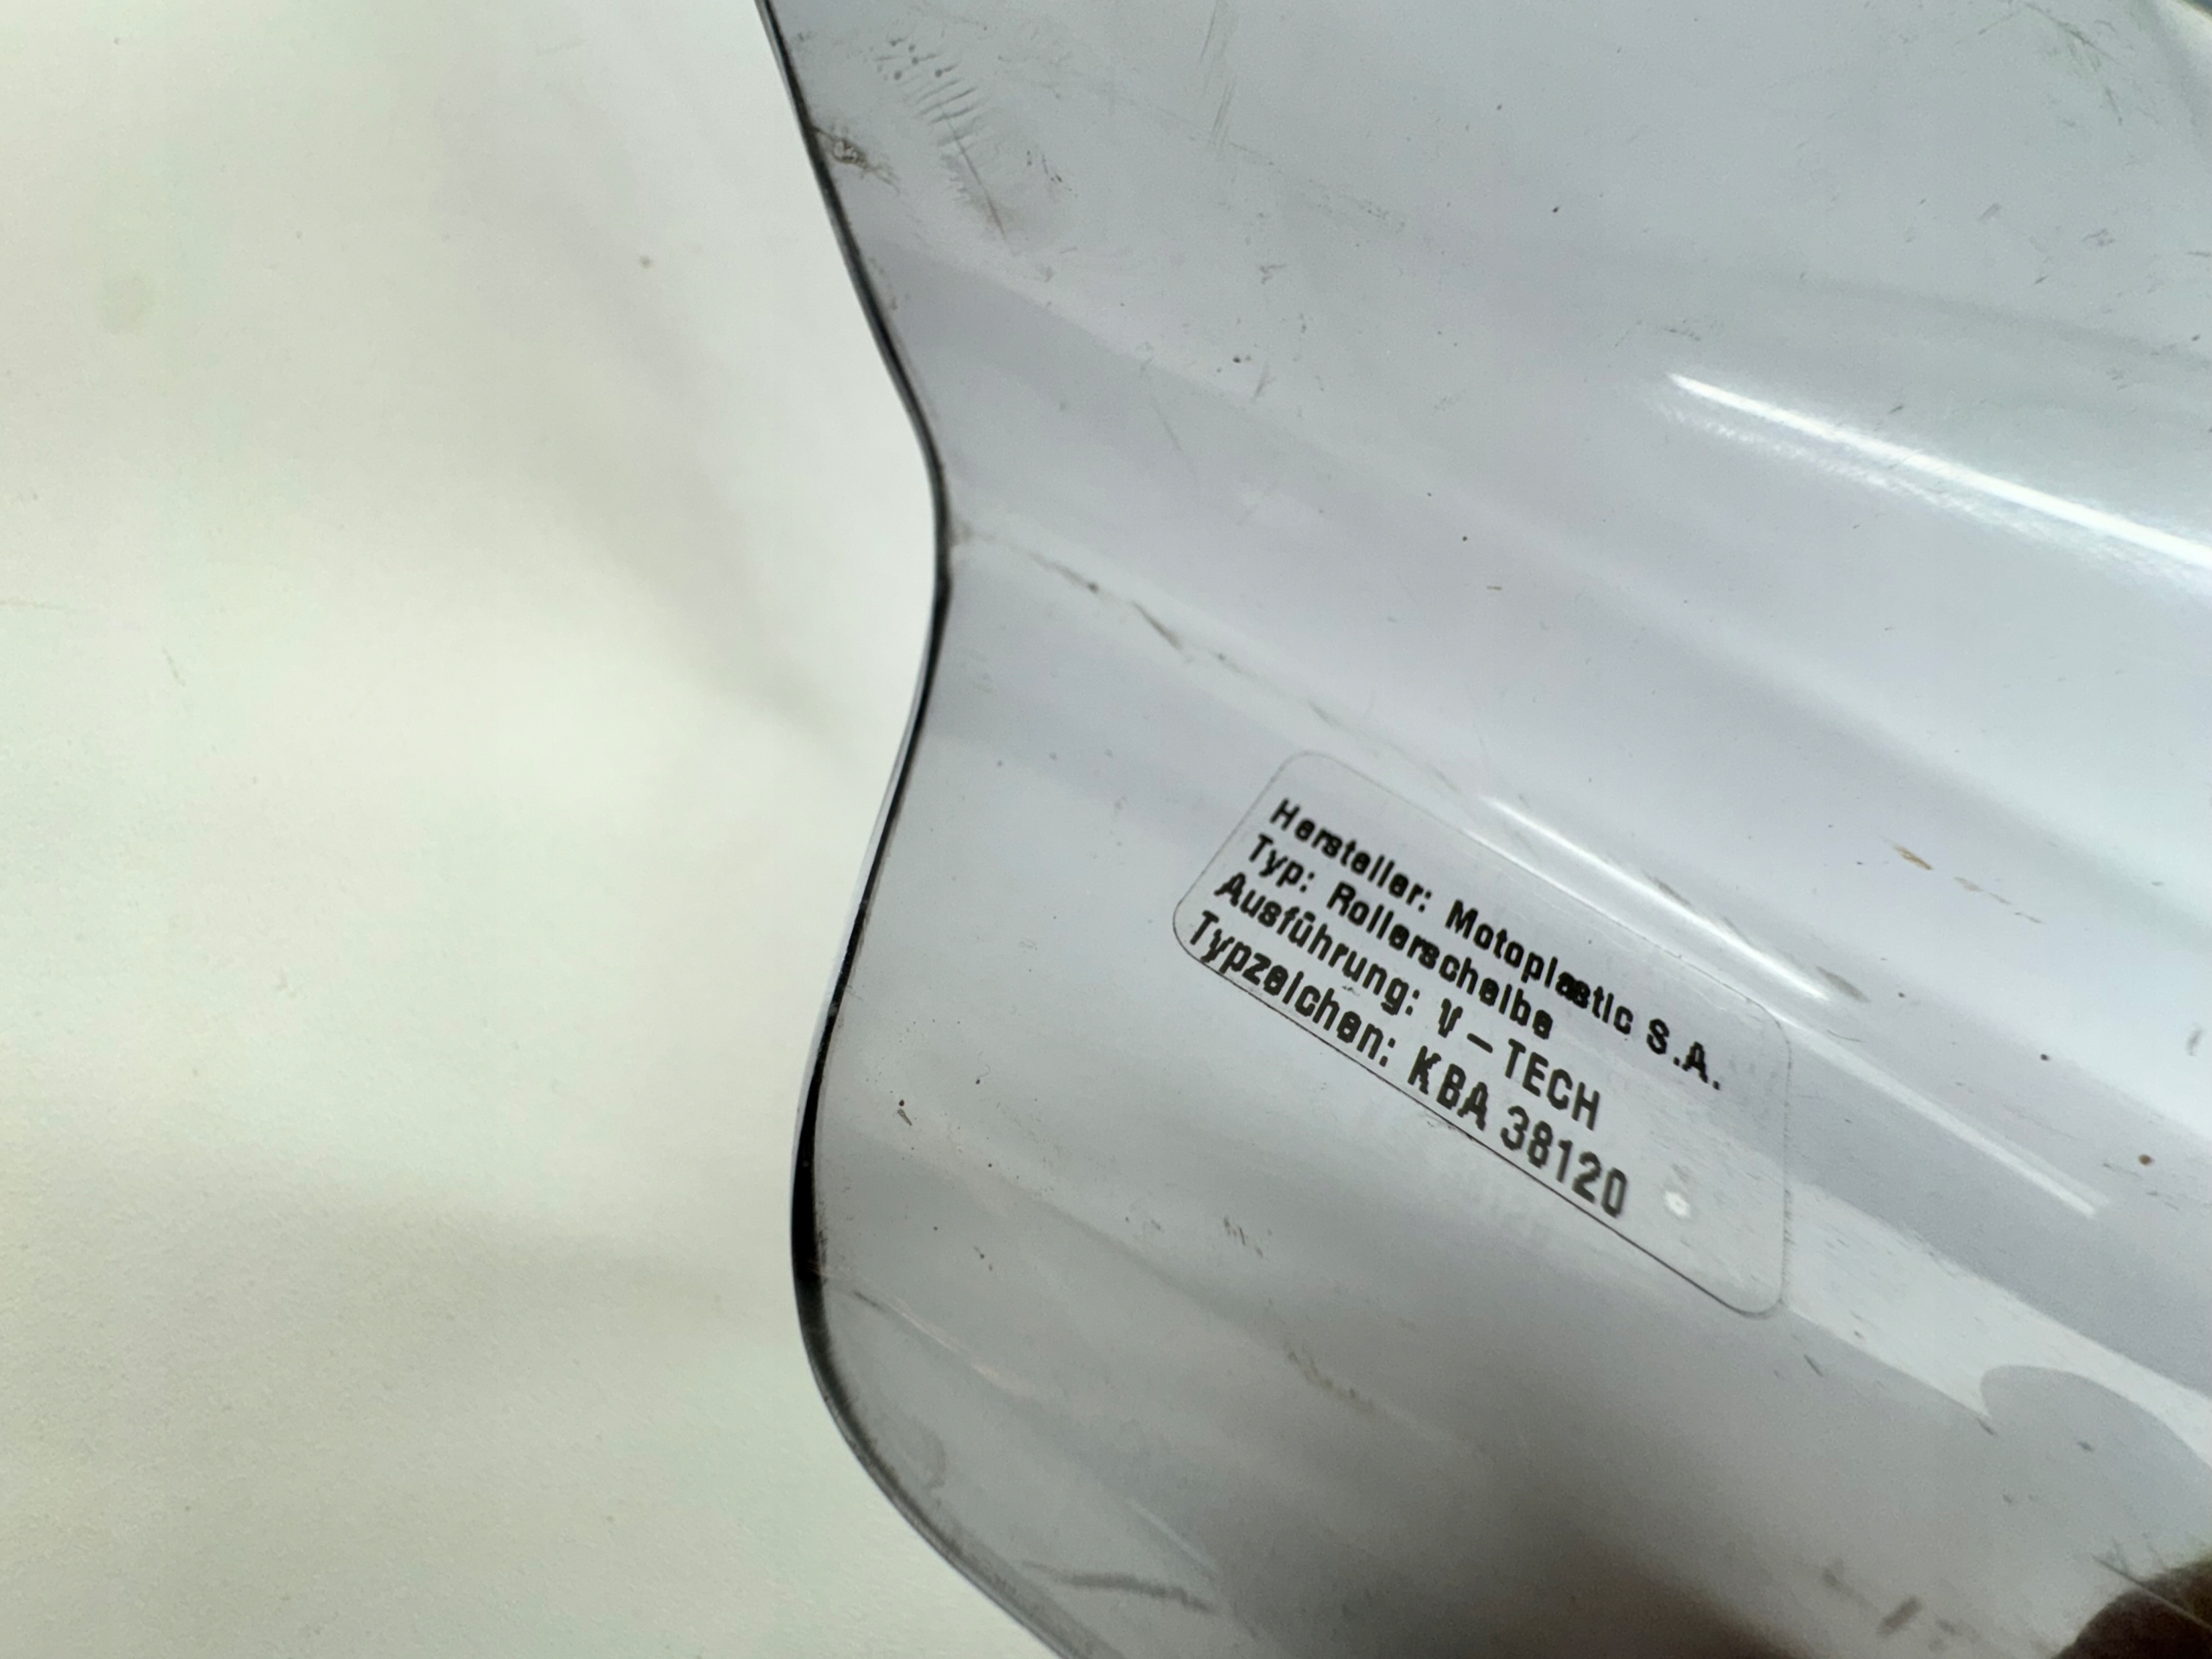 Hersteller: Motoplastic S.A.
Typ: Rollerscheibe
Ausführung: V-TECH
Typzeichen: KBA 38120